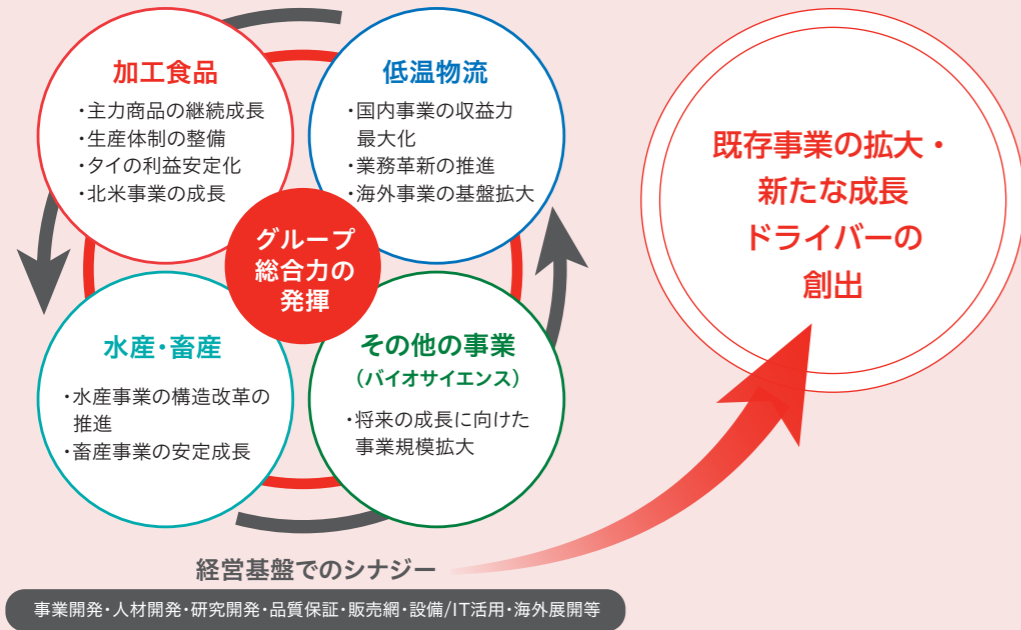 加工食品
・主力商品の継続成長
・生産体制の整備
・タイの利益安定化
・北米事業の成長
低温物流
・国内事業の収益力
最大化
・業務革新の推進
・海外事業の基盤拡大
グループ
総合力の
発揮
水産・畜産
・水産事業の構造改革の
推進
・畜産事業の安定成長
その他の事業
（バイオサイエンス）
・将来の成長に向けた
事業規模拡大
経営基盤でのシナジー
事業開発・人材開発・研究開発・品質保証・販売網・設備/IT活用・海外展開等
既存事業の拡大・
新たな成長
ドライバーの
創出